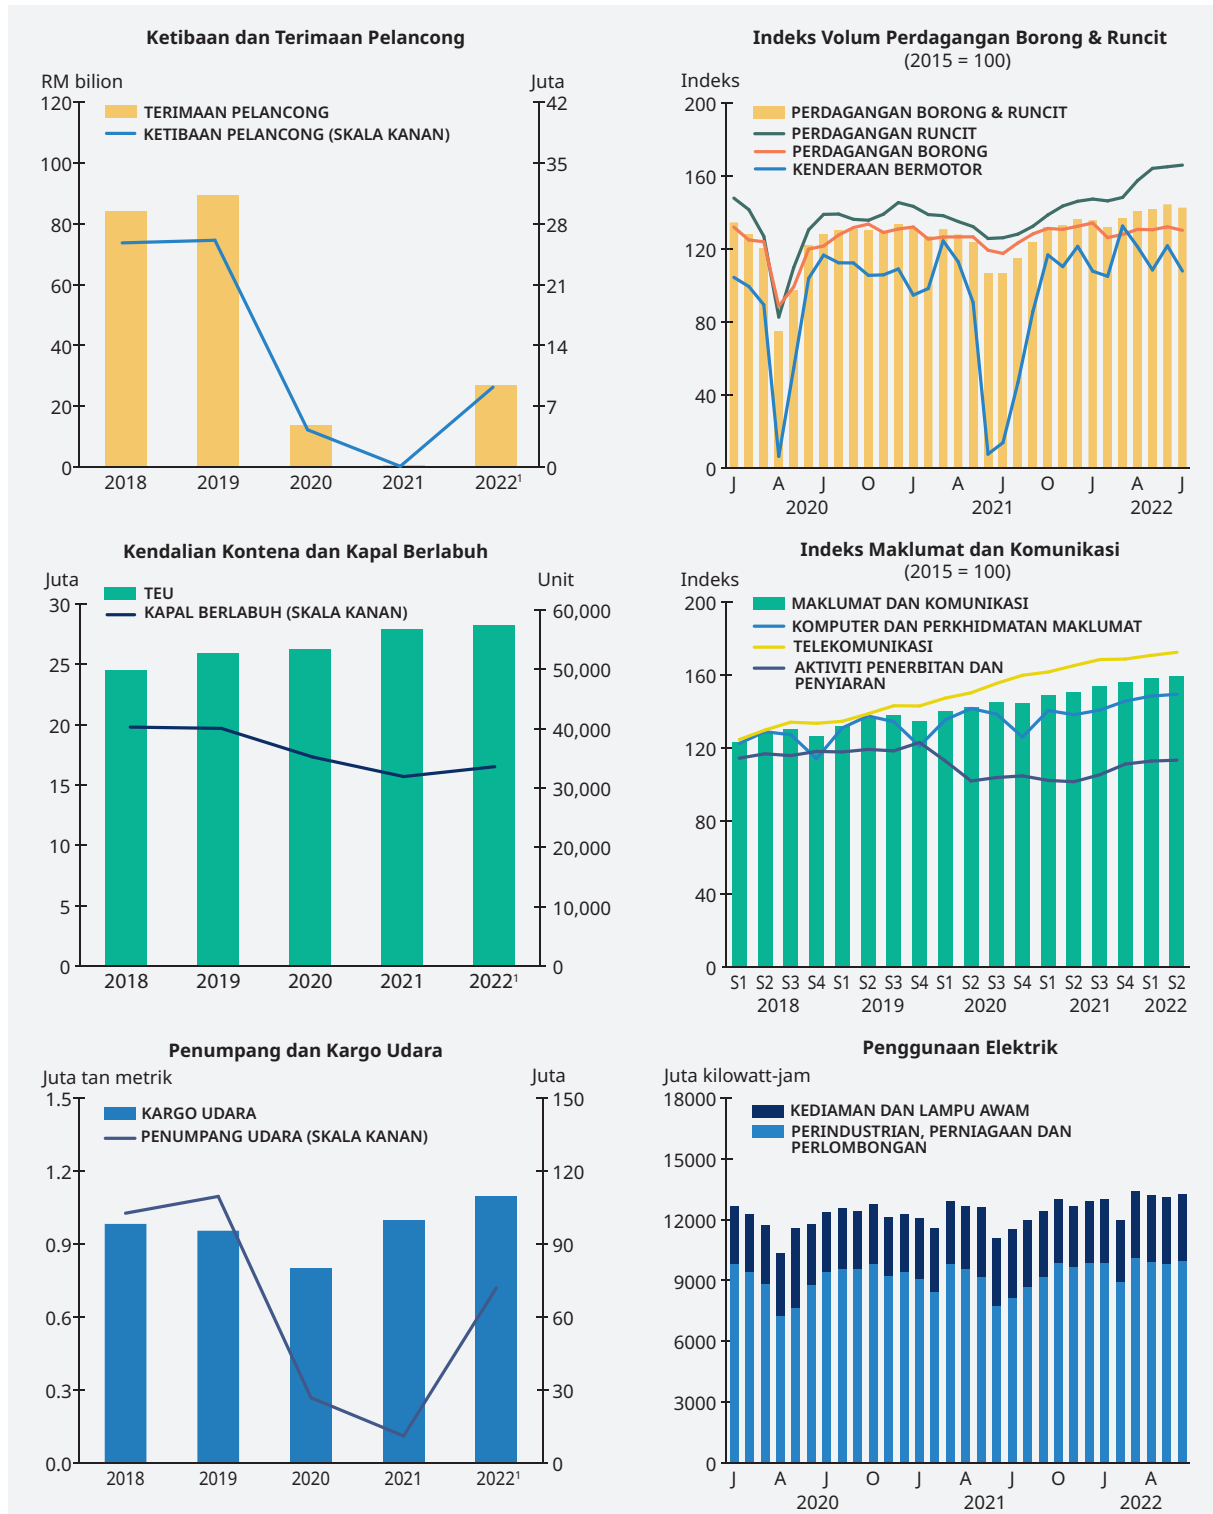 Ketibaan dan Terimaan Pelancong
RM bilion
Juta
TERIMAAN PELANCONG
KETIBAAN PELANCONG (SKALA KANAN)
120
100
80
60
40
20
0
42
35
28
21
14
7
0
2018 2019 2020 2021 2022¹
Indeks Volum Perdagangan Borong & Runcit
(2015 = 100)
Indeks
PERDAGANGAN BORONG & RUNCIT
PERDAGANGAN RUNCIT
PERDAGANGAN BORONG
KENDERAAN BERMOTOR
200
160
120
80
40
0
J A J O J A J O J A J
2020 2021 2022
Kendalian Kontena dan Kapal Berlabuh
Juta
Unit
TEU
KAPAL BERLABUH (SKALA KANAN)
30
25
20
15
10
5
0
60,000
50,000
40,000
30,000
20,000
10,000
0
2018 2019 2020 2021 2022¹
Indeks Maklumat dan Komunikasi
(2015 = 100)
Indeks
MAKLUMAT DAN KOMUNIKASI
KOMPUTER DAN PERKHIDMATAN MAKLUMAT
TELEKOMUNIKASI
AKTIVITI PENERBITAN DAN
PENYIARAN
200
160
120
80
40
0
S1 S2 S3 S4 S1 S2 S3 S4 S1 S2 S3 S4 S1 S2 S3 S4 S1 S2
2018 2019 2020 2021 2022
Penumpang dan Kargo Udara
Juta tan metrik
Juta
KARGO UDARA
PENUMPANG UDARA (SKALA KANAN)
1.5
1.2
0.9
0.6
0.3
0.0
150
120
90
60
30
0
2018 2019 2020 2021 2022¹
Penggunaan Elektrik
Juta kilowatt-jam
KEDIAMAN DAN LAMPU AWAM
PERINDUSTRIAN, PERNIAGAAN DAN
PERLOMBONGAN
18000
15000
12000
9000
6000
3000
0
J A J O J A J O J A
2020 2021 2022